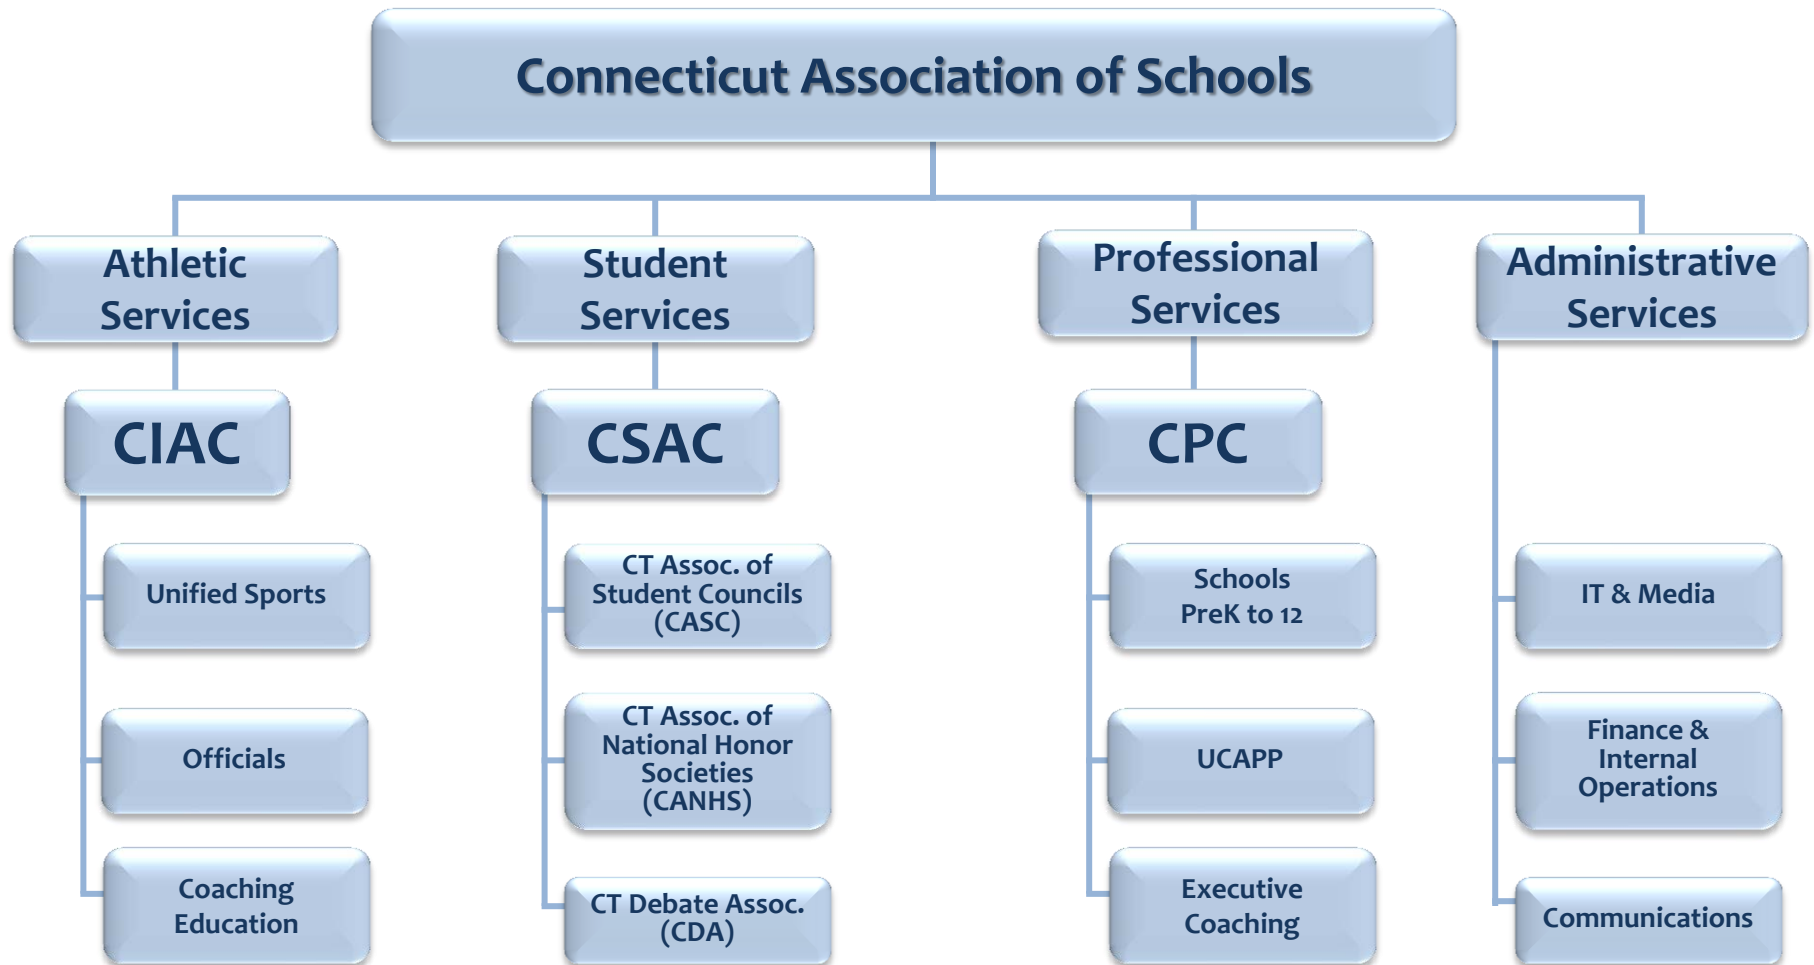 Connecticut Association of Schools
Athletic
Services
Student
Services
Professional
Services
Administrative
Services
CIAC
CSAC
CPC
Unified Sports
CT Assoc. of
Student Councils
(CASC)
Schools
PreK to 12
IT & Media
Officials
CT Assoc. of
National Honor
Societies
(CANHS)
UCAPP
Finance &
Internal
Operations
Coaching
Education
CT Debate Assoc.
(CDA)
Executive
Coaching
Communications